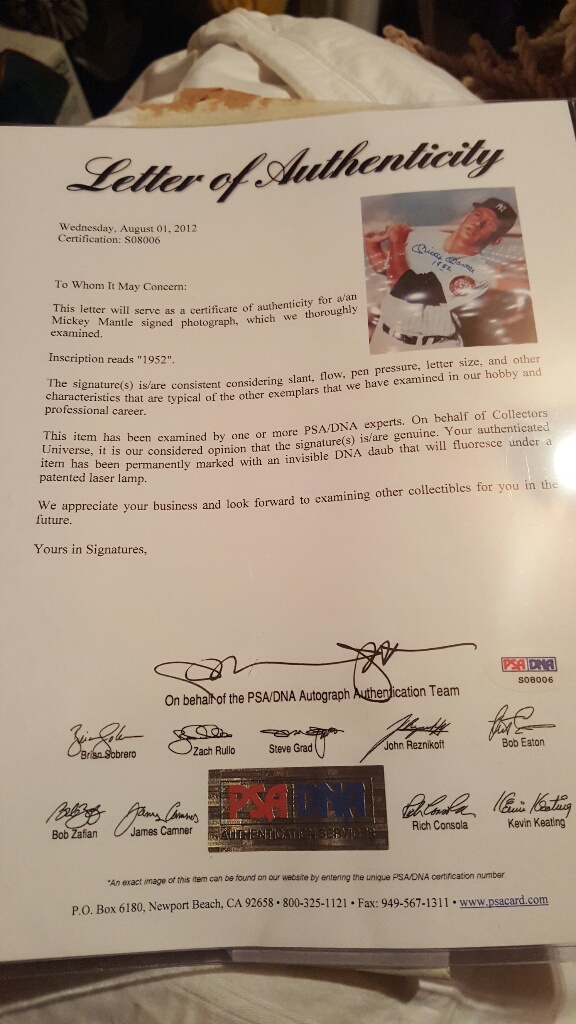 Letter of Authenticity
Wednesday, August 01, 2012
Certification: S08006
Mickey Mantle
1952
To Whom It May Concern:
This letter will serve as a certificate of authenticity for a/an
Mickey Mantle signed photograph, which we thoroughly
examined.
Inscription reads "1952".
The signature(s) is/are consistent considering slant, flow, pen pressure, letter size, and other
characteristics that are typical of the other exemplars that we have examined in our hobby and
professional career.
This item has been examined by one or more PSA/DNA experts. On behalf of Collectors
Universe, it is our considered opinion that the signature(s) is/are genuine. Your authenticated
item has been permanently marked with an invisible DNA daub that will fluoresce under a
patented laser lamp.
We appreciate your business and look forward to examining other collectibles for you in the
future.
Yours in Signatures,
PSA DNA
S08006
On behalf of the PSA/DNA Autograph Authentication Team
Brian Sobrero
Zach Rullo
Steve Grad
John Reznikoff
Bob Eaton
Bob Zafian
James Camner
PSA DNA
AUTHENTICATION SERVICES
Rich Consola
Kevin Keating
*An exact image of this item can be found on our website by entering the unique PSA/DNA certification number
P.O. Box 6180, Newport Beach, CA 92658 • 800-325-1121 • Fax: 949-567-1311 • www.psacard.com